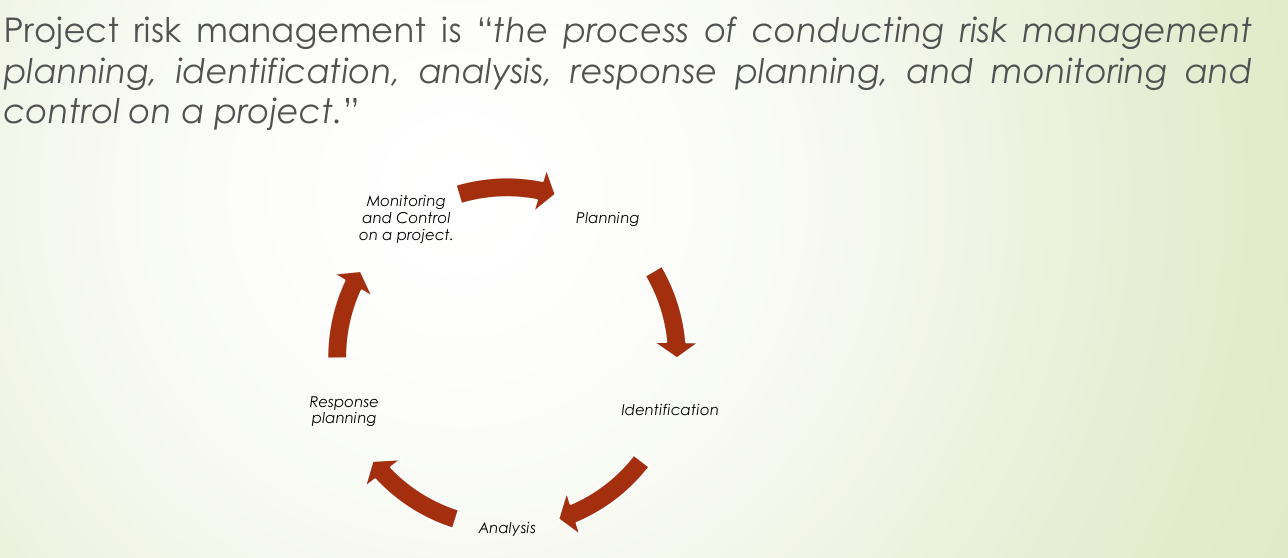 Project risk management is “the process of conducting risk management
planning, identification, analysis, response planning, and monitoring and
control on a project.”
Monitoring
and Control
on a project.
Planning
Identification
Analysis
Response
planning